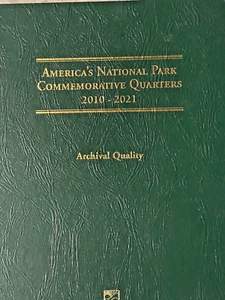 AMERICA'S NATIONAL PARK
COMMEMORATIVE QUARTERS
2010 - 2021
Archival Quality